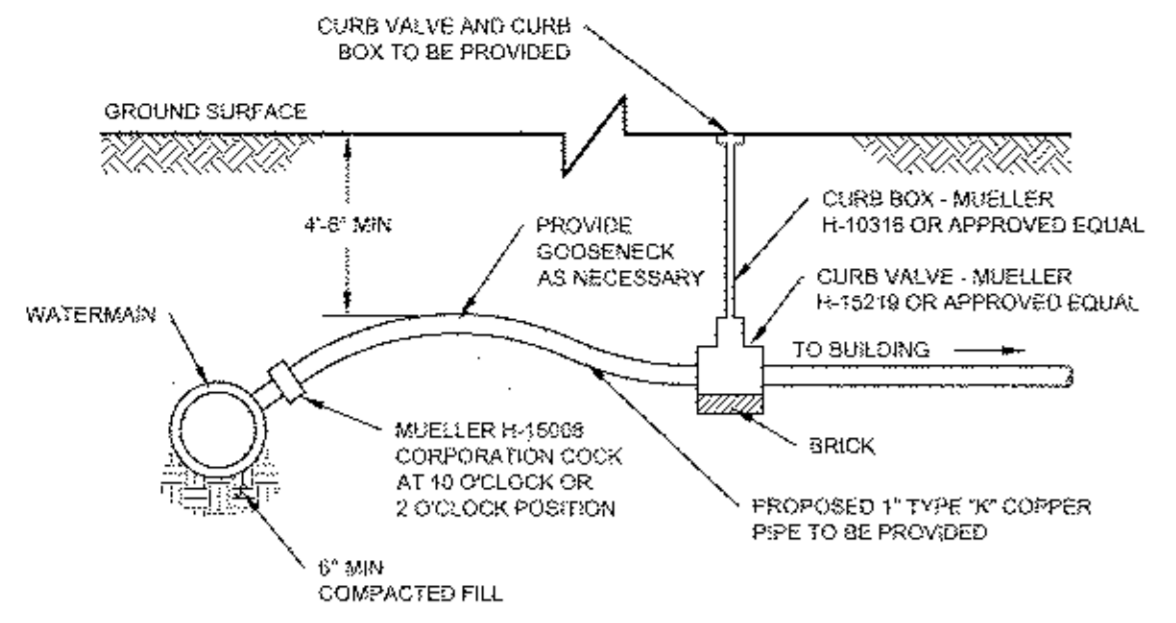 CURB VALVE AND CURB
BOX TO BE PROVIDED
GROUND SURFACE
4'-6" MIN
PROVIDE
GOOSENECK
AS NECESSARY
CURB BOX - MUELLER
H-10316 OR APPROVED EQUAL
CURB VALVE - MUELLER
H-15219 OR APPROVED EQUAL
WATERMAIN
TO BUILDING
MUELLER H-15008
CORPORATION COCK
AT 10 O'CLOCK OR
2 O'CLOCK POSITION
BRICK
PROPOSED 1" TYPE "K" COPPER
PIPE TO BE PROVIDED
6" MIN
COMPACTED FILL